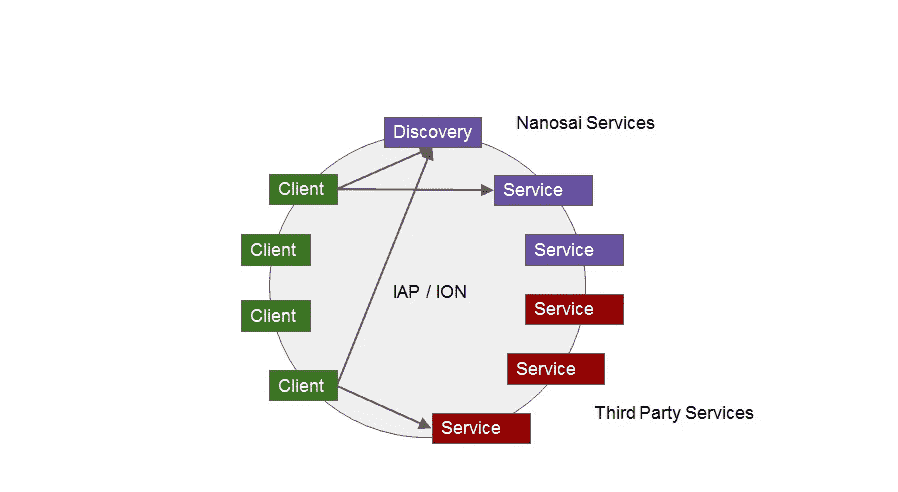 Discovery
Nanosai Services
Client
Service
Client
Service
IAP / ION
Client
Service
Service
Client
Third Party Services
Service